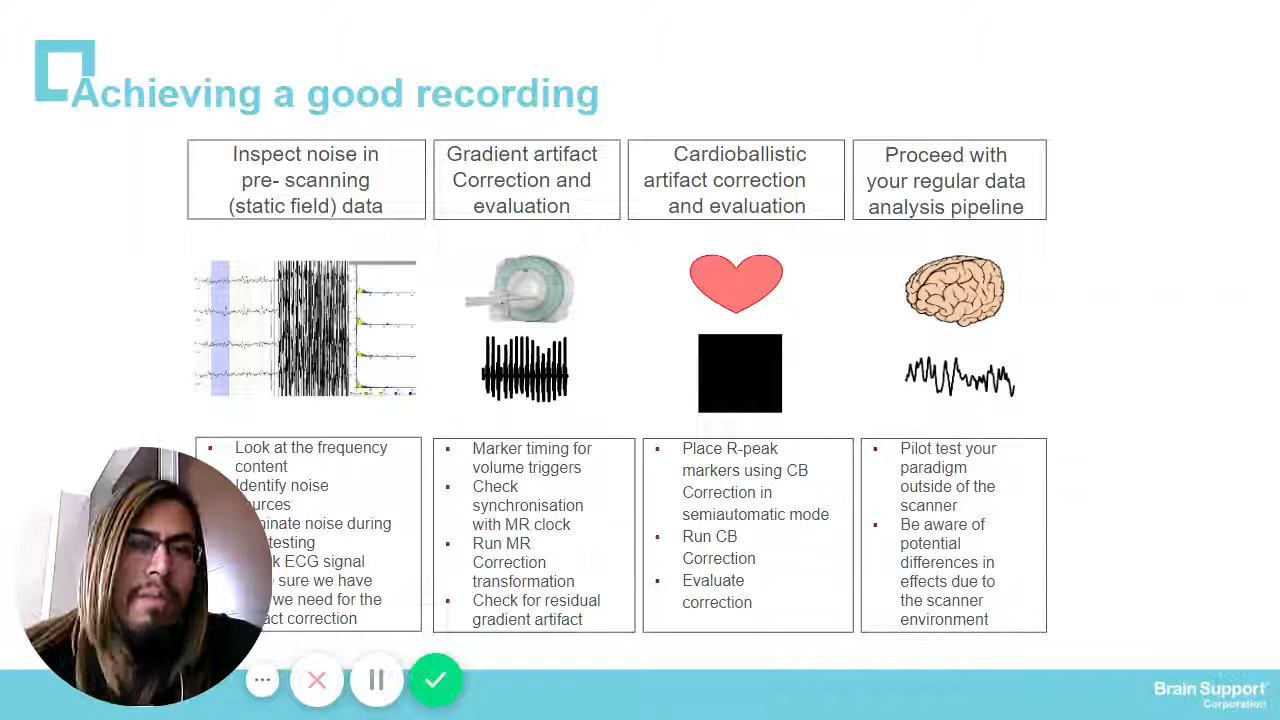 Achieving a good recording
Inspect noise in
pre- scanning
(static field) data
Gradient artifact
Correction and
evaluation
Cardioballistic
artifact correction
and evaluation
Proceed with
your regular data
analysis pipeline
▪ Look at the frequency
content
Identify noise
during
testing
ECG signal
sure we have
we need for the
correction
▪ Marker timing for
volume triggers
▪ Check
synchronisation
with MR clock
▪ Run MR
Correction
transformation
▪ Check for residual
gradient artifact
▪ Place R-peak
markers using CB
Correction in
semiautomatic mode
▪ Run CB
Correction
▪ Evaluate
correction
▪ Pilot test your
paradigm
outside of the
scanner
▪ Be aware of
potential
differences in
effects due to
the scanner
environment
Brain Support
Corporation